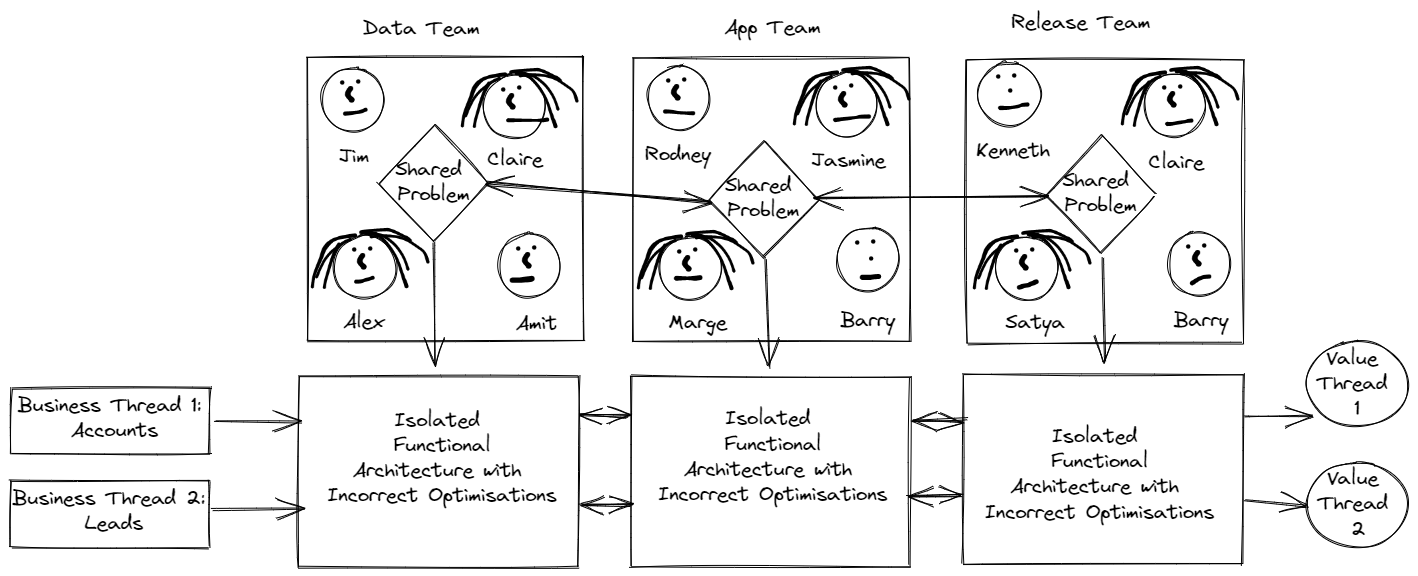 Data Team
App Team
Release Team
Jim
Claire
Shared
Problem
Alex
Amit
Rodney
Jasmine
Shared
Problem
Marge
Barry
Kenneth
Claire
Shared
Problem
Satya
Barry
Business Thread 1:
Accounts
Business Thread 2:
Leads
Isolated
Functional
Architecture with
Incorrect Optimisations
Isolated
Functional
Architecture with
Incorrect Optimisations
Isolated
Functional
Architecture with
Incorrect Optimisations
Value
Thread
1
Value
Thread
2